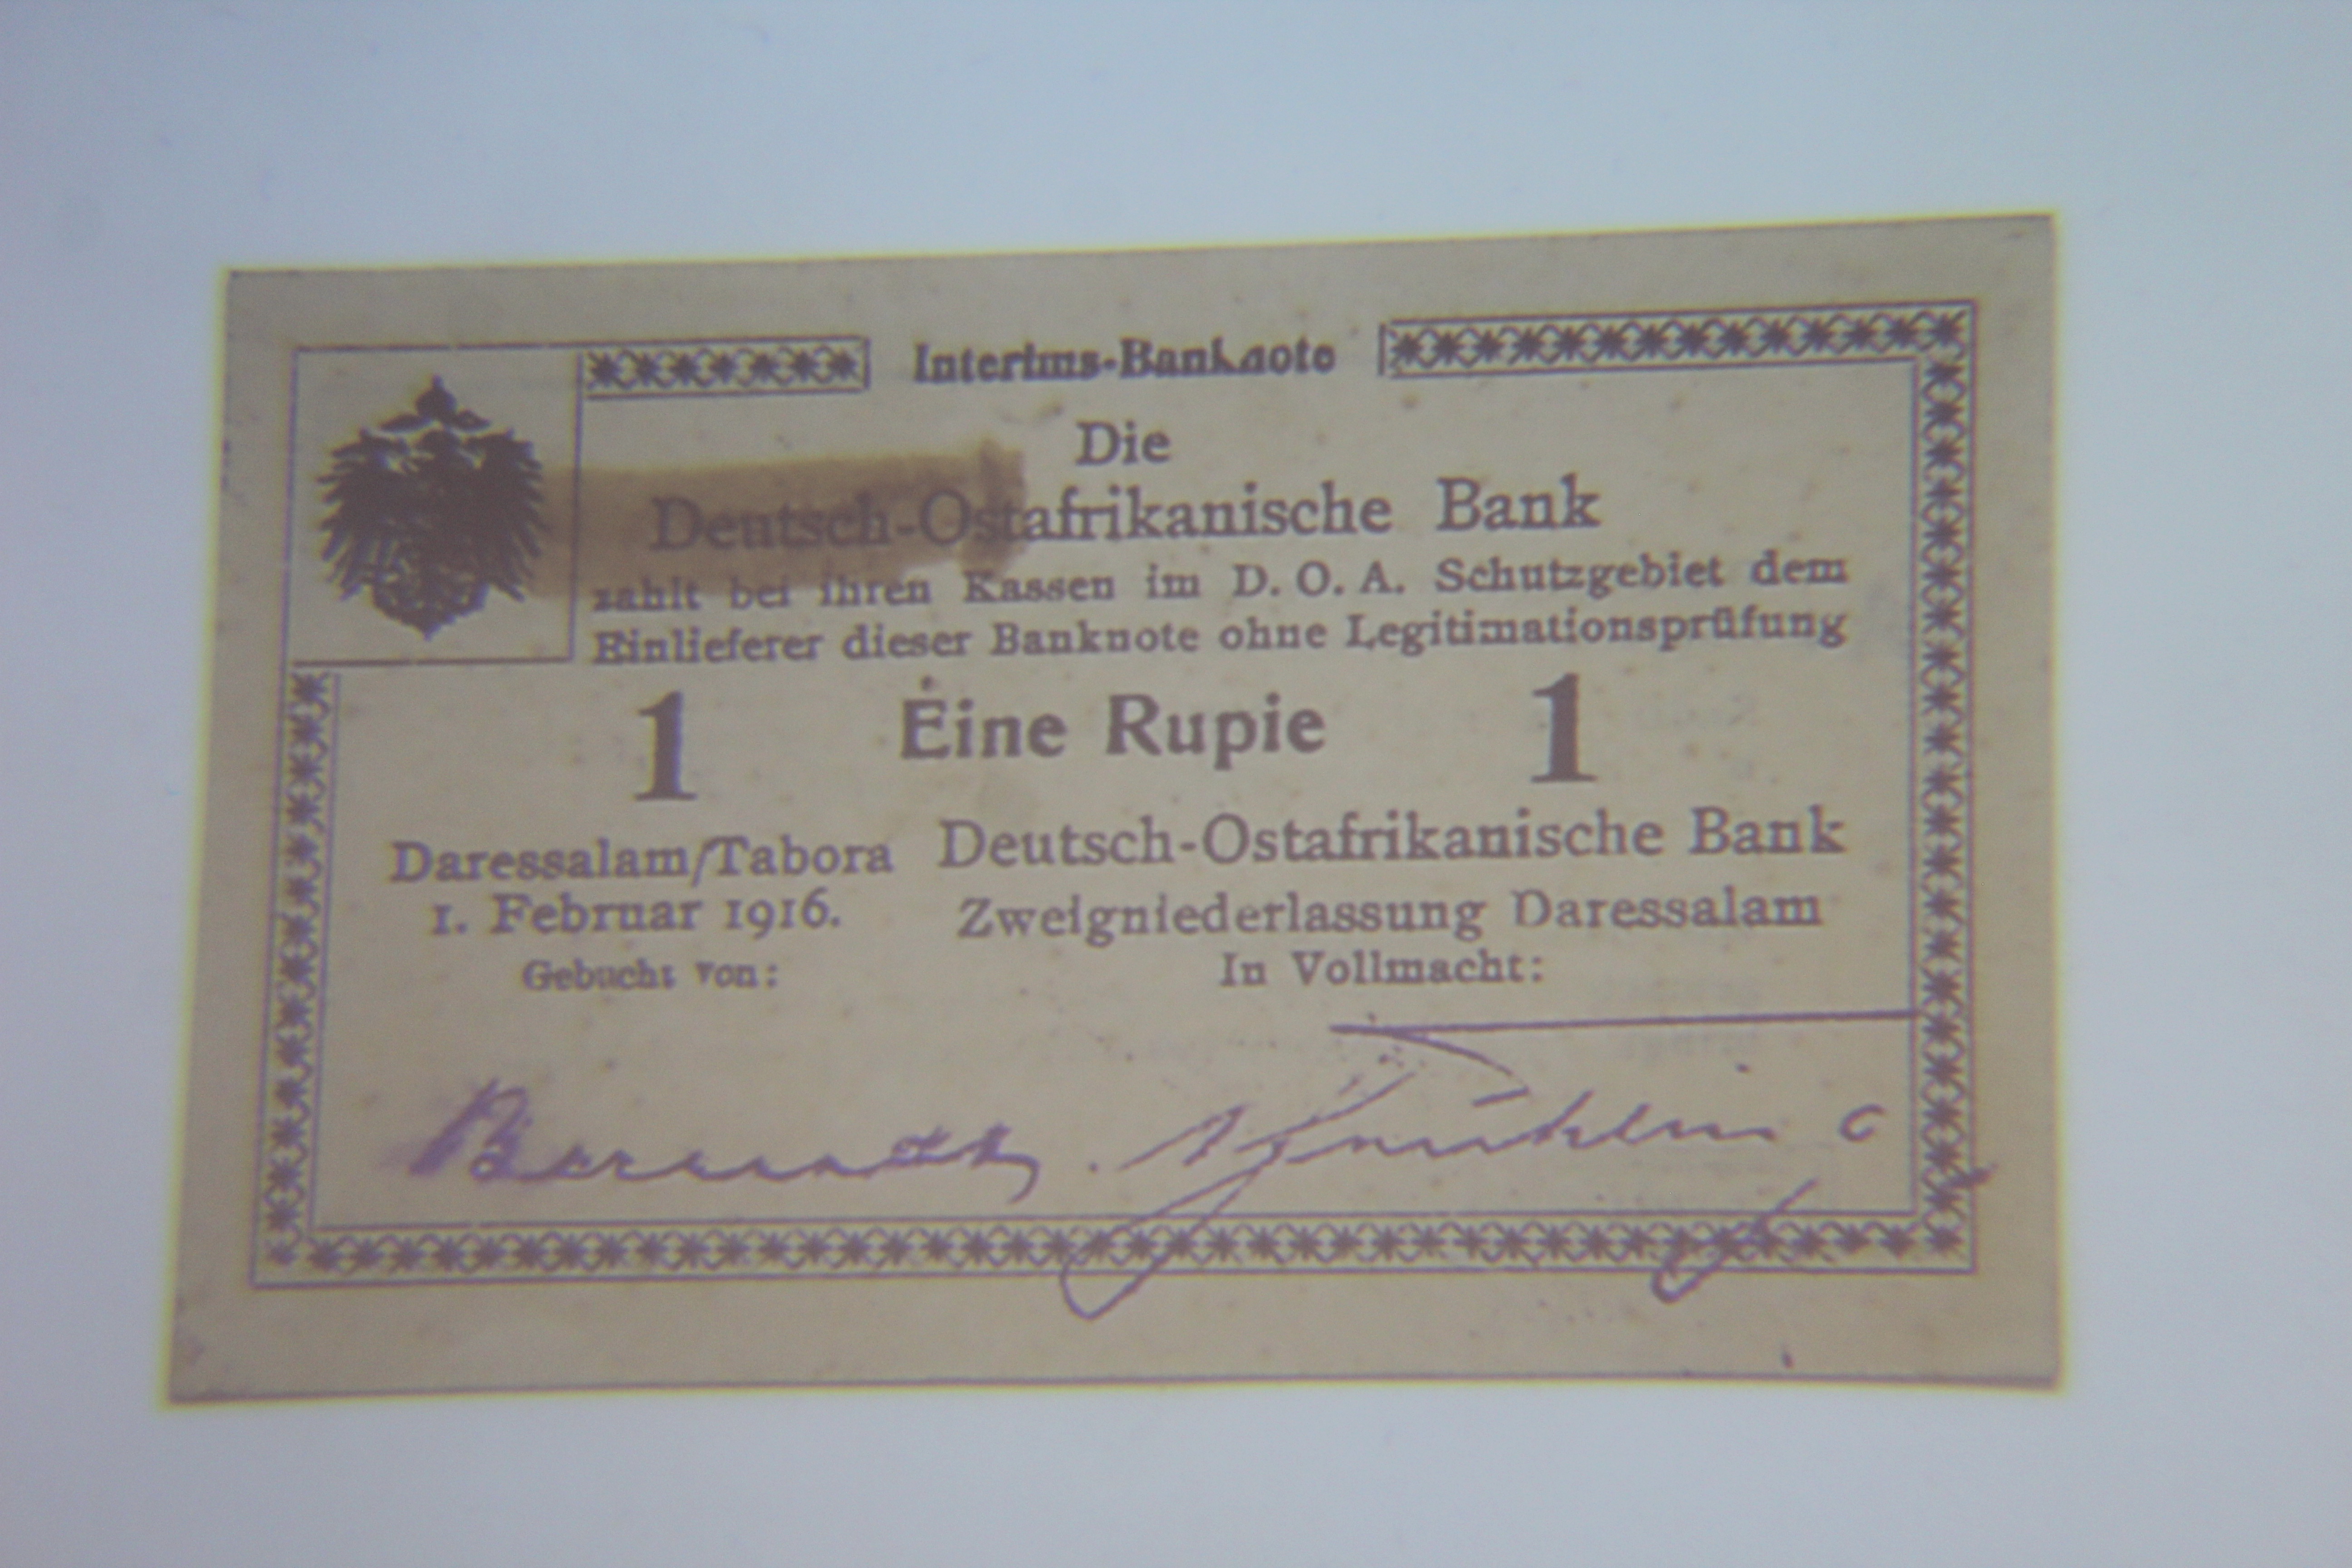 Interims-Banknote
Die
Deutsch-Ostafrikanische Bank
zahlt bei ihren Kassen im D. O. A. Schutzgebiet dem
Einlieferer dieser Banknote ohne Legitimationsprüfung
1 Eine Rupie 1
Daressalam/Tabora
1. Februar 1916.
Gebucht von:
Deutsch-Ostafrikanische Bank
Zweigniederlassung Daressalam
In Vollmacht: